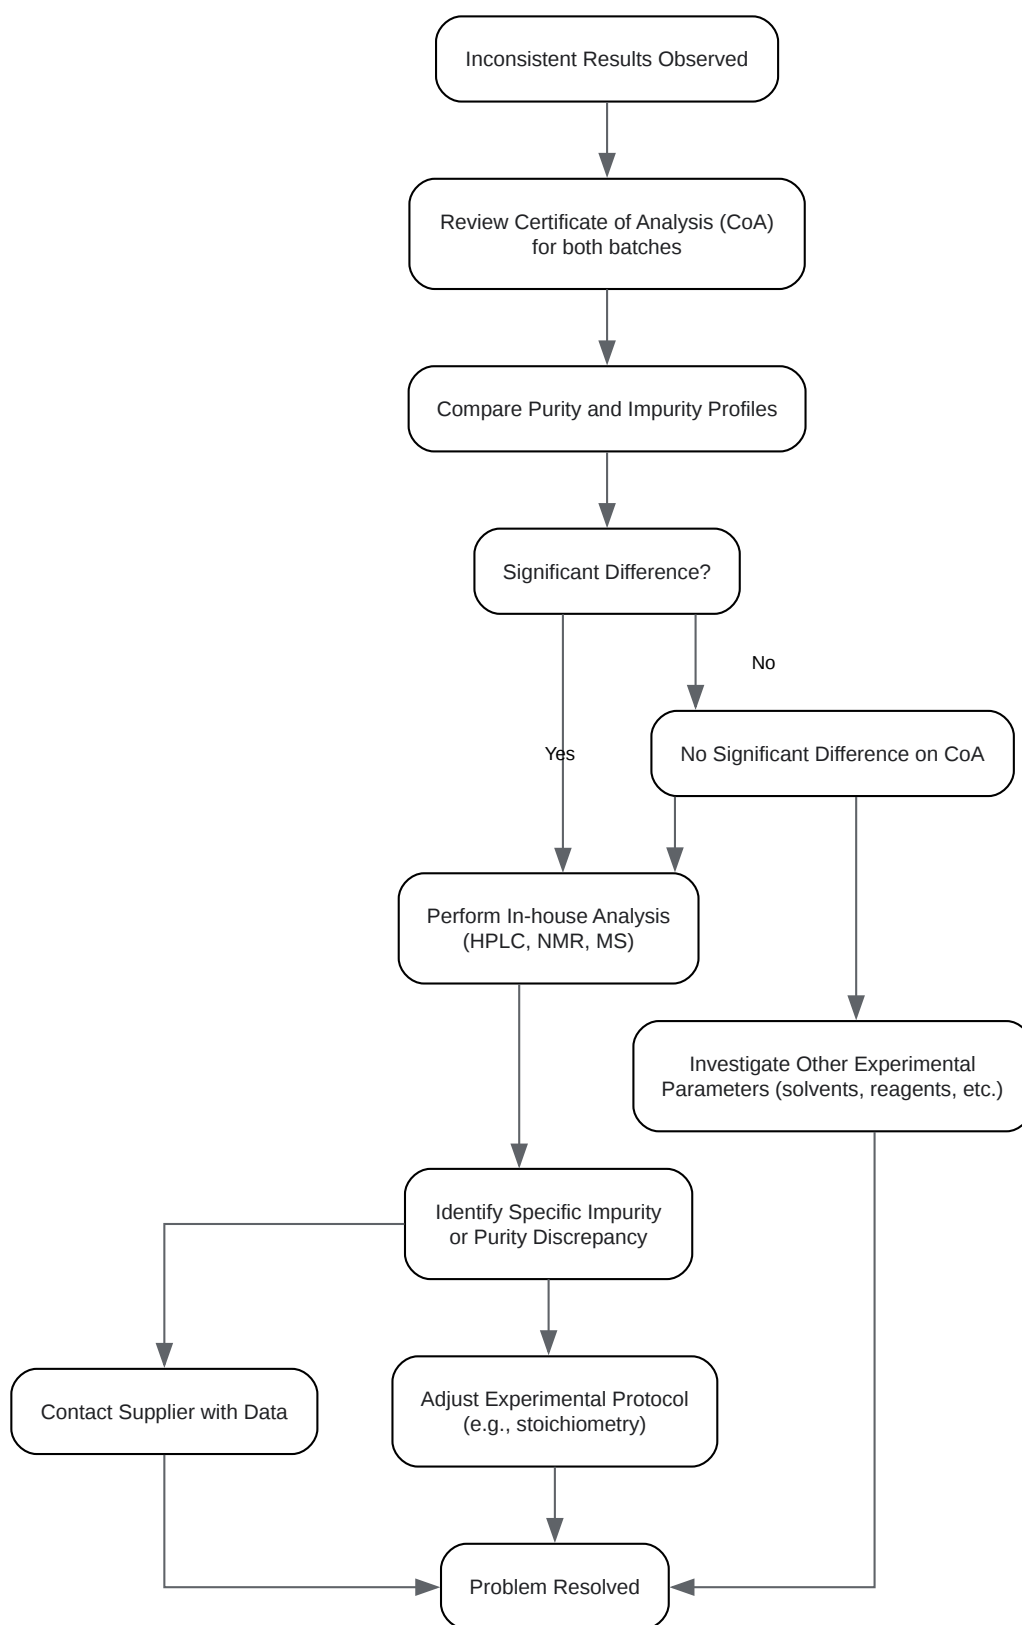 Inconsistent Results Observed
Review Certificate of Analysis (CoA)
for both batches
Compare Purity and Impurity Profiles
Significant Difference?
No
Yes
No Significant Difference on CoA
Perform In-house Analysis
(HPLC, NMR, MS)
Investigate Other Experimental
Parameters (solvents, reagents, etc.)
Identify Specific Impurity
or Purity Discrepancy
Contact Supplier with Data
Adjust Experimental Protocol
(e.g., stoichiometry)
Problem Resolved